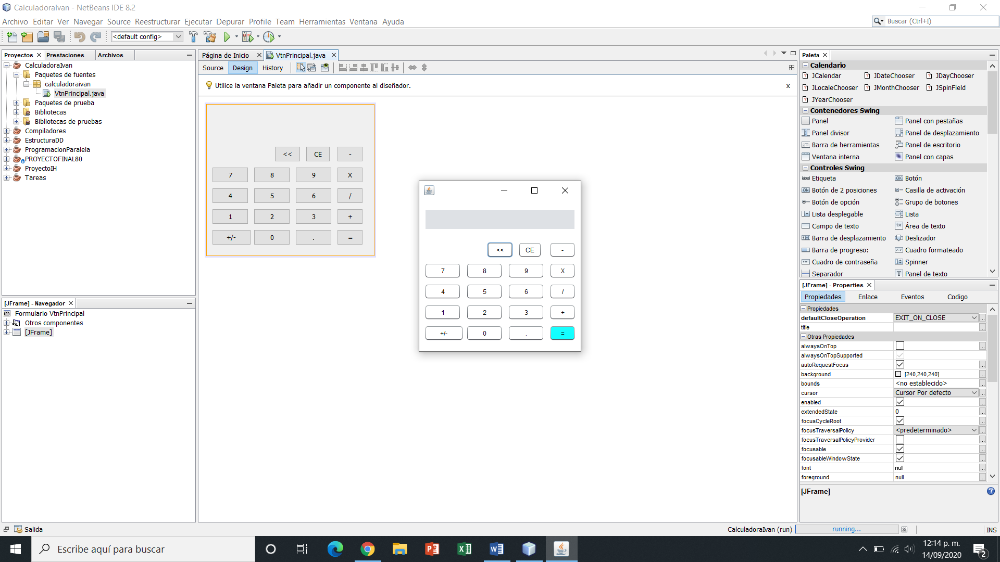 CalculadoraIvan - NetBeans IDE 8.2
Archivo Editar Ver Navegar Source Reestructurar Ejecutar Depurar Profile Team Herramientas Ventana Ayuda
Buscar (Ctrl+I)
<default config>
Proyectos Prestaciones Archivos
CalculadoraIvan
Paquetes de fuentes
calculadoraivan
VtnPrincipal.java
Paquetes de prueba
Bibliotecas
Bibliotecas de pruebas
Compiladores
EstructuraDD
ProgramacionParalela
PROYECTOFINAL80
ProyectoIH
Tareas
[JFrame] - Navegador
Formulario VtnPrincipal
Otros componentes
[JFrame]
Página de Inicio VtnPrincipal.java
Source Design History
Utilice la ventana Paleta para añadir un componente al diseñador. x
<< CE -
7 8 9 X
4 5 6 /
1 2 3 +
+/- 0 . =
<< CE -
7 8 9 X
4 5 6 /
1 2 3 +
+/- 0 . =
Paleta
Calendario
JCalendar JDateChooser JDayChooser
JLocaleChooser JMonthChooser JSpinField
JYearChooser
Contenedores Swing
Panel Panel con pestañas
Panel divisor Panel de desplazamiento
Barra de herramientas Panel de escritorio
Ventana interna Panel con capas
Controles Swing
label Etiqueta OK Botón
ON Botón de 2 posiciones Casilla de activación
Botón de opción Grupo de botones
Lista desplegable Lista
Campo de texto Área de texto
Barra de desplazamiento Deslizador
Barra de progreso: Cuadro formateado
Cuadro de contraseña Spinner
Separador Panel de texto
[JFrame] - Properties
Propiedades Enlace Eventos Codigo
Propiedades
defaultCloseOperation EXIT_ON_CLOSE ...
title ...
Otras Propiedades
alwaysOnTop ...
alwaysOnTopSupported
autoRequestFocus ...
background [240,240,240] ...
bounds <no establecido> ...
cursor Cursor Por defecto ...
enabled ...
extendedState 0 ...
focusCycleRoot ...
focusTraversalPolicy <predeterminado> ...
focusTraversalPolicyProvider ...
focusable ...
focusableWindowState ...
font null ...
foreground null ...
[JFrame]
Salida
CalculadoraIvan (run) running... INS
Escribe aquí para buscar
12:14 p. m.
14/09/2020
2